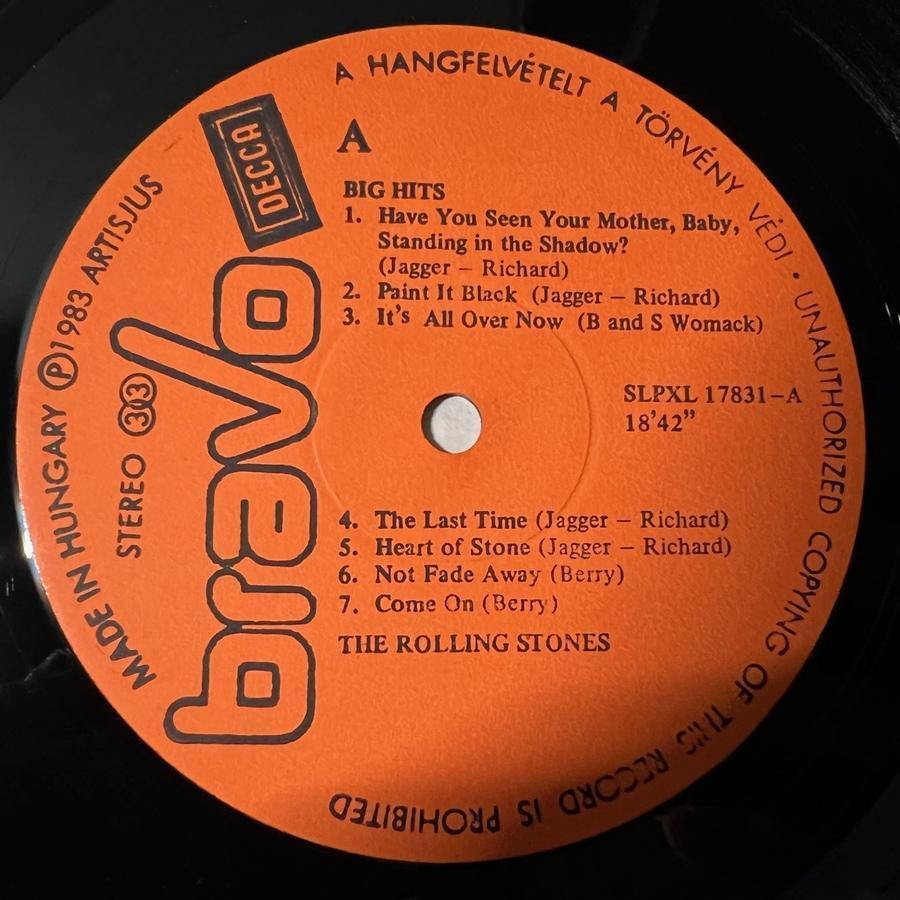 A HANGFELVÉTELT A TÖRVÉNY VÉDI • UNAUTHORIZED COPYING OF THIS RECORD IS PROHIBITED
MADE IN HUNGARY Ⓟ1983 ARTISJUS
STEREO 33
bravo
DECCA
A
BIG HITS
1. Have You Seen Your Mother, Baby,
Standing in the Shadow?
(Jagger – Richard)
2. Paint It Black (Jagger – Richard)
3. It's All Over Now (B and S Womack)
SLPXL 17831–A
18'42"
4. The Last Time (Jagger – Richard)
5. Heart of Stone (Jagger – Richard)
6. Not Fade Away (Berry)
7. Come On (Berry)
THE ROLLING STONES